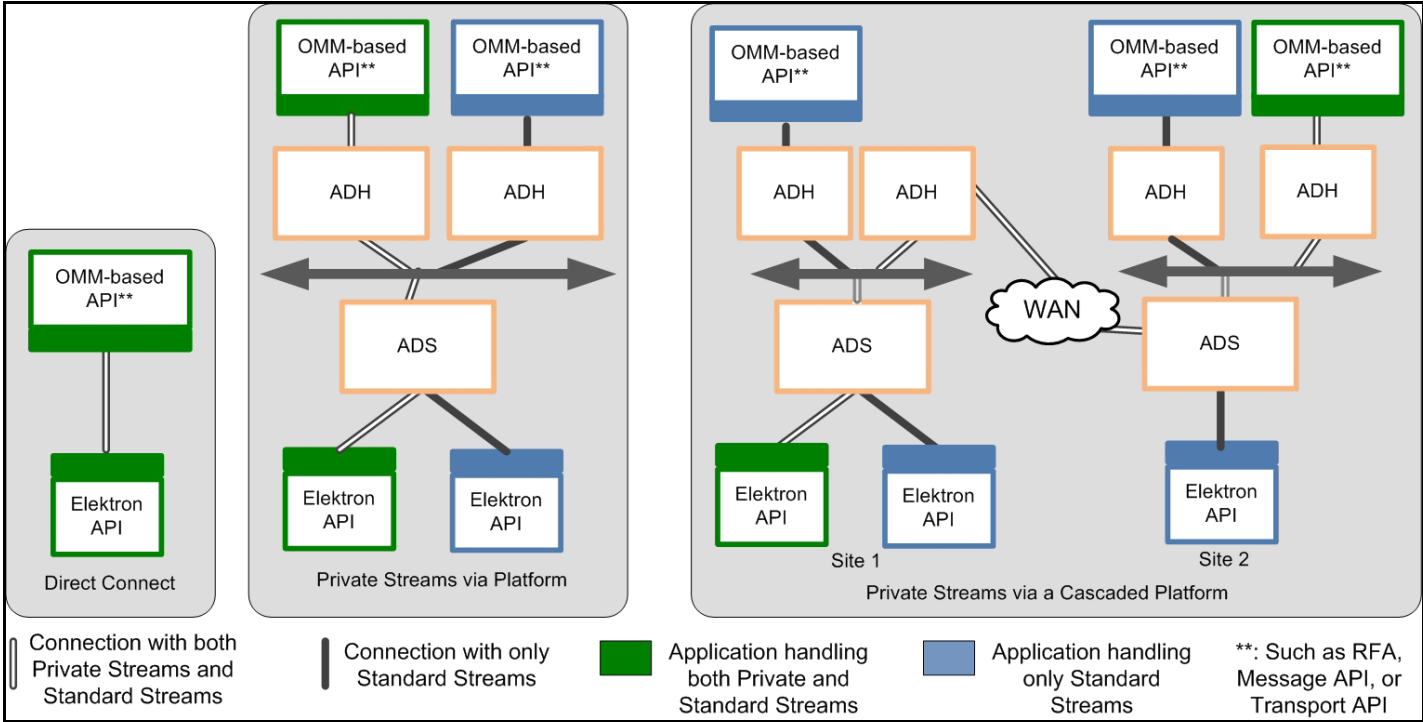 OMM-based
API**
Elektron
API
Direct Connect
OMM-based
API**
OMM-based
API**
ADH
ADH
ADS
Elektron
API
Elektron
API
Private Streams via Platform
OMM-based
API**
OMM-based
API**
OMM-based
API**
ADH
ADH
ADH
ADH
WAN
ADS
ADS
Elektron
API
Elektron
API
Elektron
API
Site 1
Site 2
Private Streams via a Cascaded Platform
Connection with both
Private Streams and
Standard Streams
Connection with only
Standard Streams
Application handling
both Private and
Standard Streams
Application handling
only Standard
Streams
**: Such as RFA,
Message API, or
Transport API